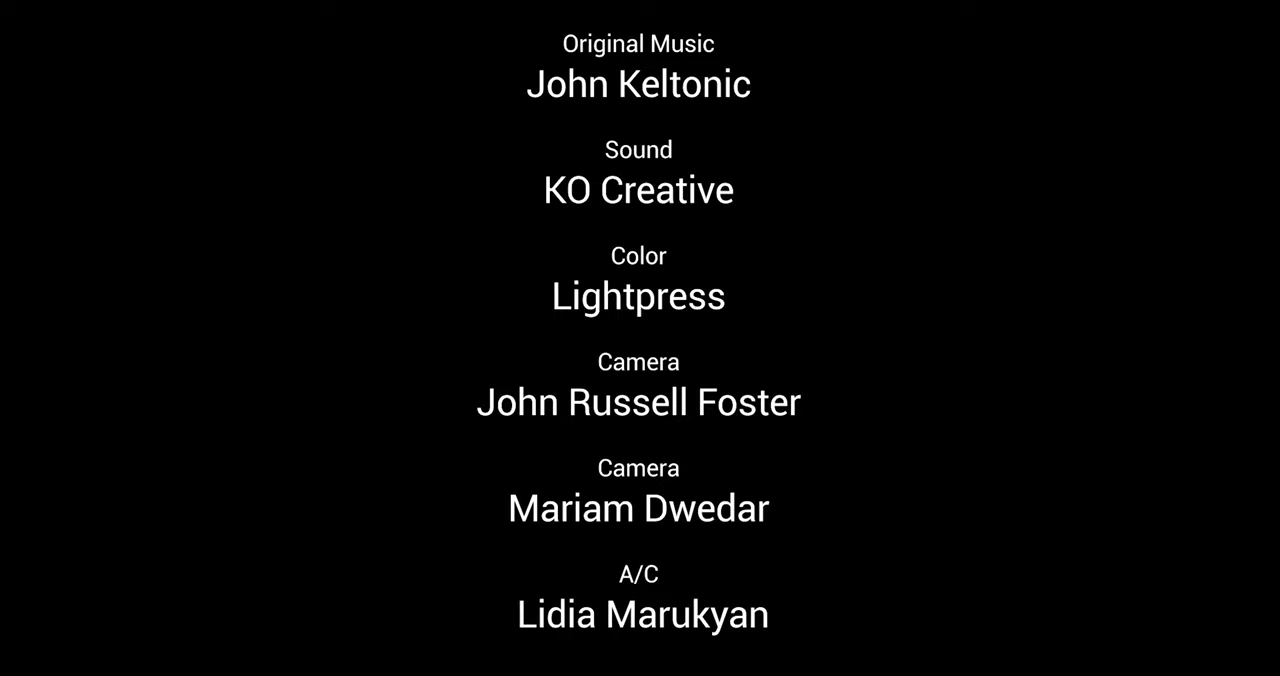 Original Music
John Keltonic
Sound
KO Creative
Color
Lightpress
Camera
John Russell Foster
Camera
Mariam Dwedar
A/C
Lidia Marukyan